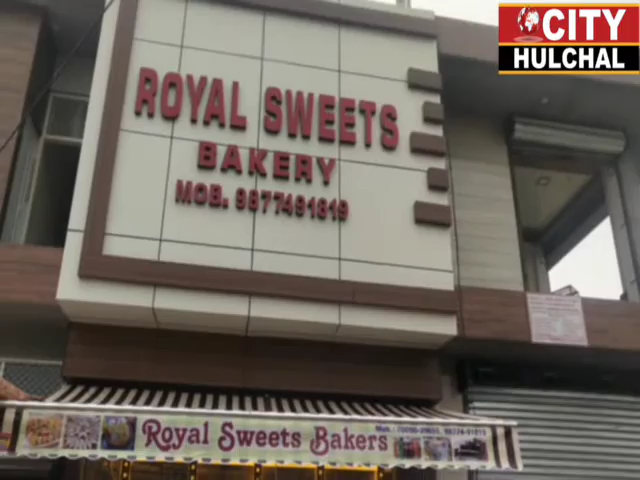 CITY
HULCHAL
ROYAL SWEETS
BAKERY
MOB. 9877491819
Royal Sweets Bakers